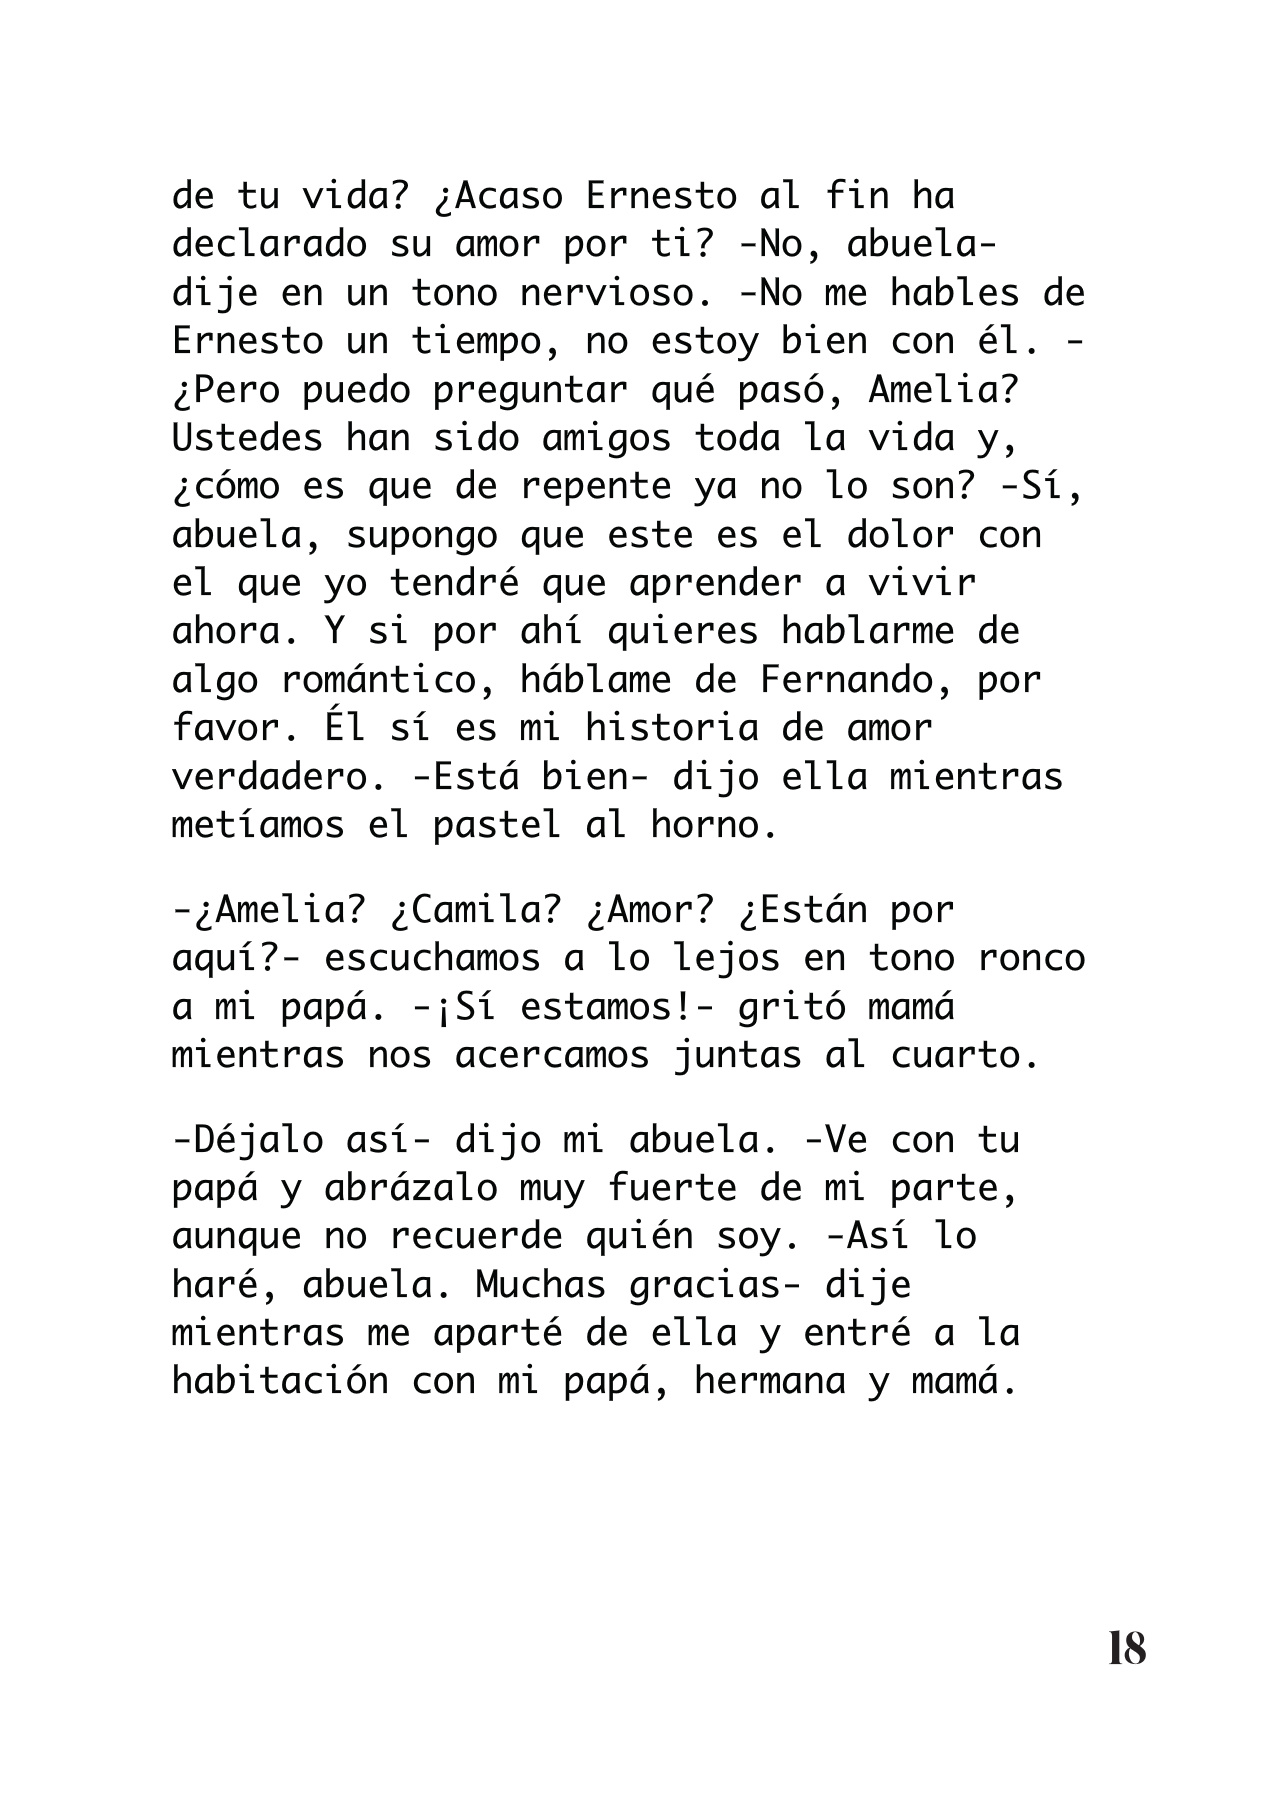 de tu vida? ¿Acaso Ernesto al fin ha
declarado su amor por ti? -No, abuela-
dije en un tono nervioso. -No me hables de
Ernesto un tiempo, no estoy bien con él. -
¿Pero puedo preguntar qué pasó, Amelia?
Ustedes han sido amigos toda la vida y,
¿cómo es que de repente ya no lo son? -Sí,
abuela, supongo que este es el dolor con
el que yo tendré que aprender a vivir
ahora. Y si por ahí quieres hablarme de
algo romántico, háblame de Fernando, por
favor. Él sí es mi historia de amor
verdadero. -Está bien- dijo ella mientras
metíamos el pastel al horno.
-¿Amelia? ¿Camila? ¿Amor? ¿Están por
aquí?- escuchamos a lo lejos en tono ronco
a mi papá. -¡Sí estamos!- gritó mamá
mientras nos acercamos juntas al cuarto.
-Déjalo así- dijo mi abuela. -Ve con tu
papá y abrázalo muy fuerte de mi parte,
aunque no recuerde quién soy. -Así lo
haré, abuela. Muchas gracias- dije
mientras me aparté de ella y entré a la
habitación con mi papá, hermana y mamá.
18